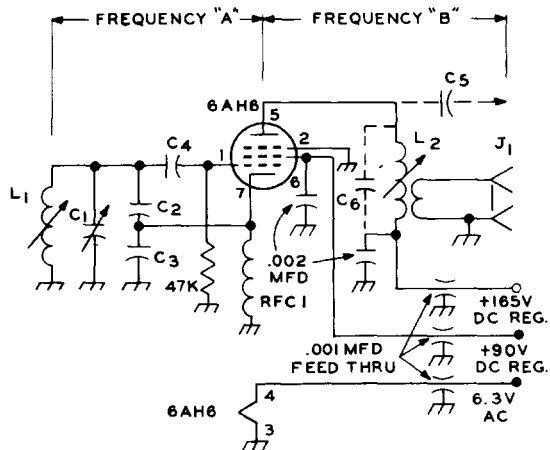 FREQUENCY "A"
FREQUENCY "B"
6AH6
5
C5
C4
1
2
L2
J1
L1
C1
C2
7
6
C6
C3
.002
MFD
47K
RFC1
+165V
DC REG.
.001 MFD
FEED THRU
+90V
DC REG.
6AH6
4
6.3V
AC
3